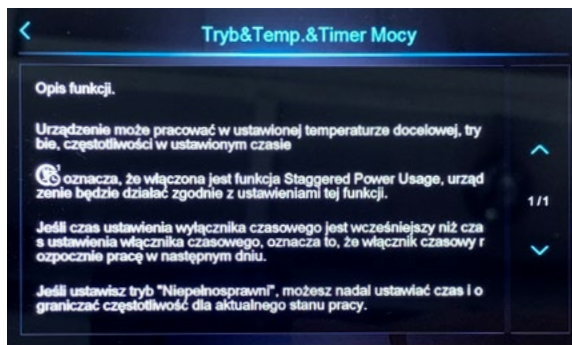 Tryb&Temp.&Timer Mocy
Opis funkcji.
Urządzenie może pracować w ustawionej temperaturze docelowej, try
bie, częstotliwości w ustawionym czasie
oznacza, że włączona jest funkcja Staggered Power Usage, urząd
zenie będzie działać zgodnie z ustawieniami tej funkcji.
Jeśli czas ustawienia wyłącznika czasowego jest wcześniejszy niż cza
s ustawienia włącznika czasowego, oznacza to, że włącznik czasowy r
ozpocznie pracę w następnym dniu.
Jeśli ustawisz tryb "Niepełnosprawni", możesz nadal ustawiać czas i o
graniczać częstotliwość dla aktualnego stanu pracy.
1/1